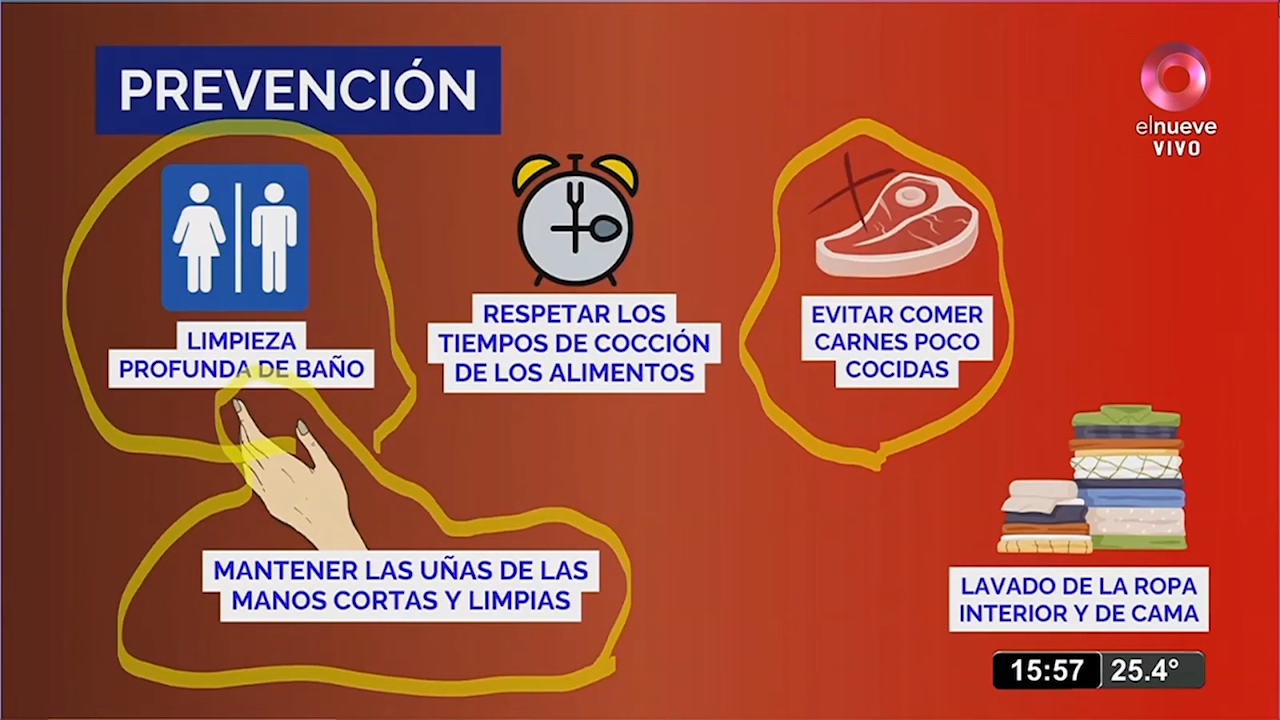 PREVENCIÓN
elnueve
VIVO
LIMPIEZA
PROFUNDA DE BAÑO
RESPETAR LOS
TIEMPOS DE COCCIÓN
DE LOS ALIMENTOS
EVITAR COMER
CARNES POCO
COCIDAS
MANTENER LAS UÑAS DE LAS
MANOS CORTAS Y LIMPIAS
LAVADO DE LA ROPA
INTERIOR Y DE CAMA
15:57 25.4°